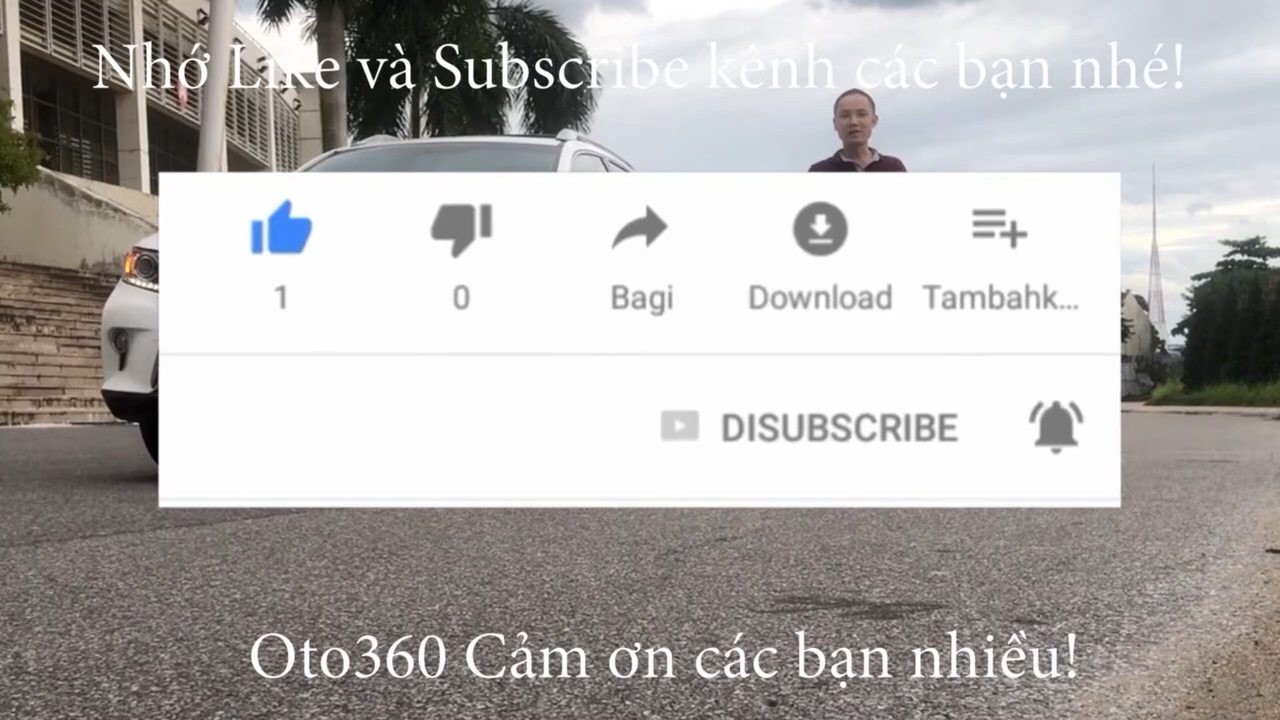 Nhớ Like và Subscribe kênh các bạn nhé!
1 0 Bagi Download Tambahk...
DISUBSCRIBE
Oto360 Cảm ơn các bạn nhiều!